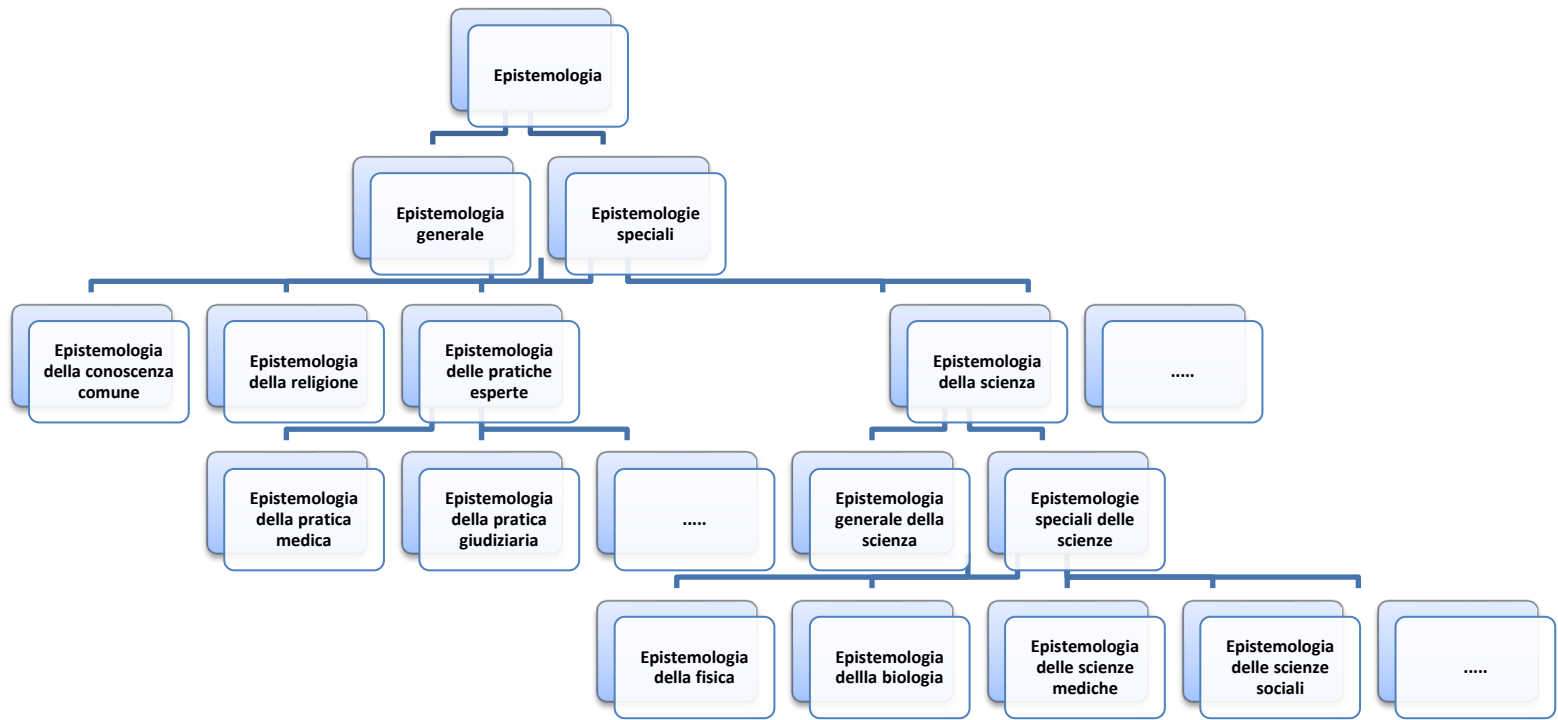 Epistemologia
Epistemologia
generale
Epistemologie
speciali
Epistemologia
della conoscenza
comune
Epistemologia
della religione
Epistemologia
delle pratiche
esperte
Epistemologia
della scienza
.....
Epistemologia
della pratica
medica
Epistemologia
della pratica
giudiziaria
.....
Epistemologia
generale della
scienza
Epistemologie
speciali delle
scienze
Epistemologia
della fisica
Epistemologia
dellla biologia
Epistemologia
delle scienze
mediche
Epistemologia
delle scienze
sociali
.....